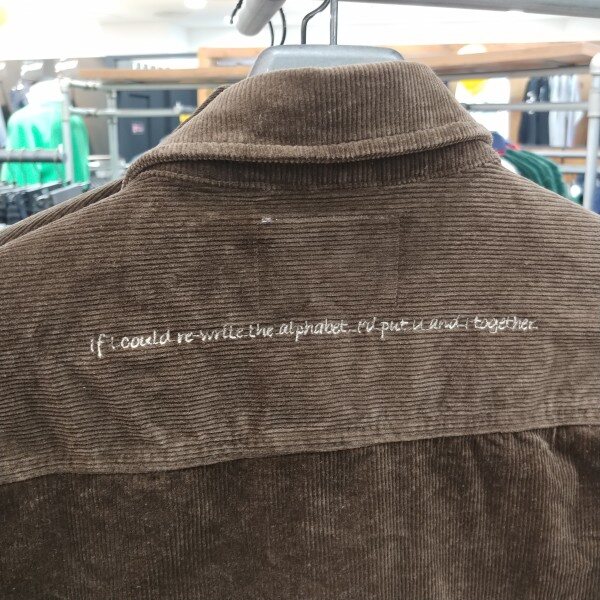 if i could re-write the alphabet, i'd put u and i together.